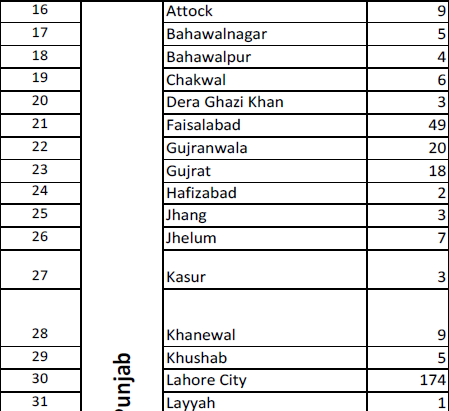 16 Attock 9
17 Bahawalnagar 5
18 Bahawalpur 4
19 Chakwal 6
20 Dera Ghazi Khan 3
21 Faisalabad 49
22 Gujranwala 20
23 Gujrat 18
24 Hafizabad 2
25 Jhang 3
26 Jhelum 7
27 Kasur 3
28 Khanewal 9
29 Khushab 5
30 Lahore City 174
31 Layyah 1
Punjab